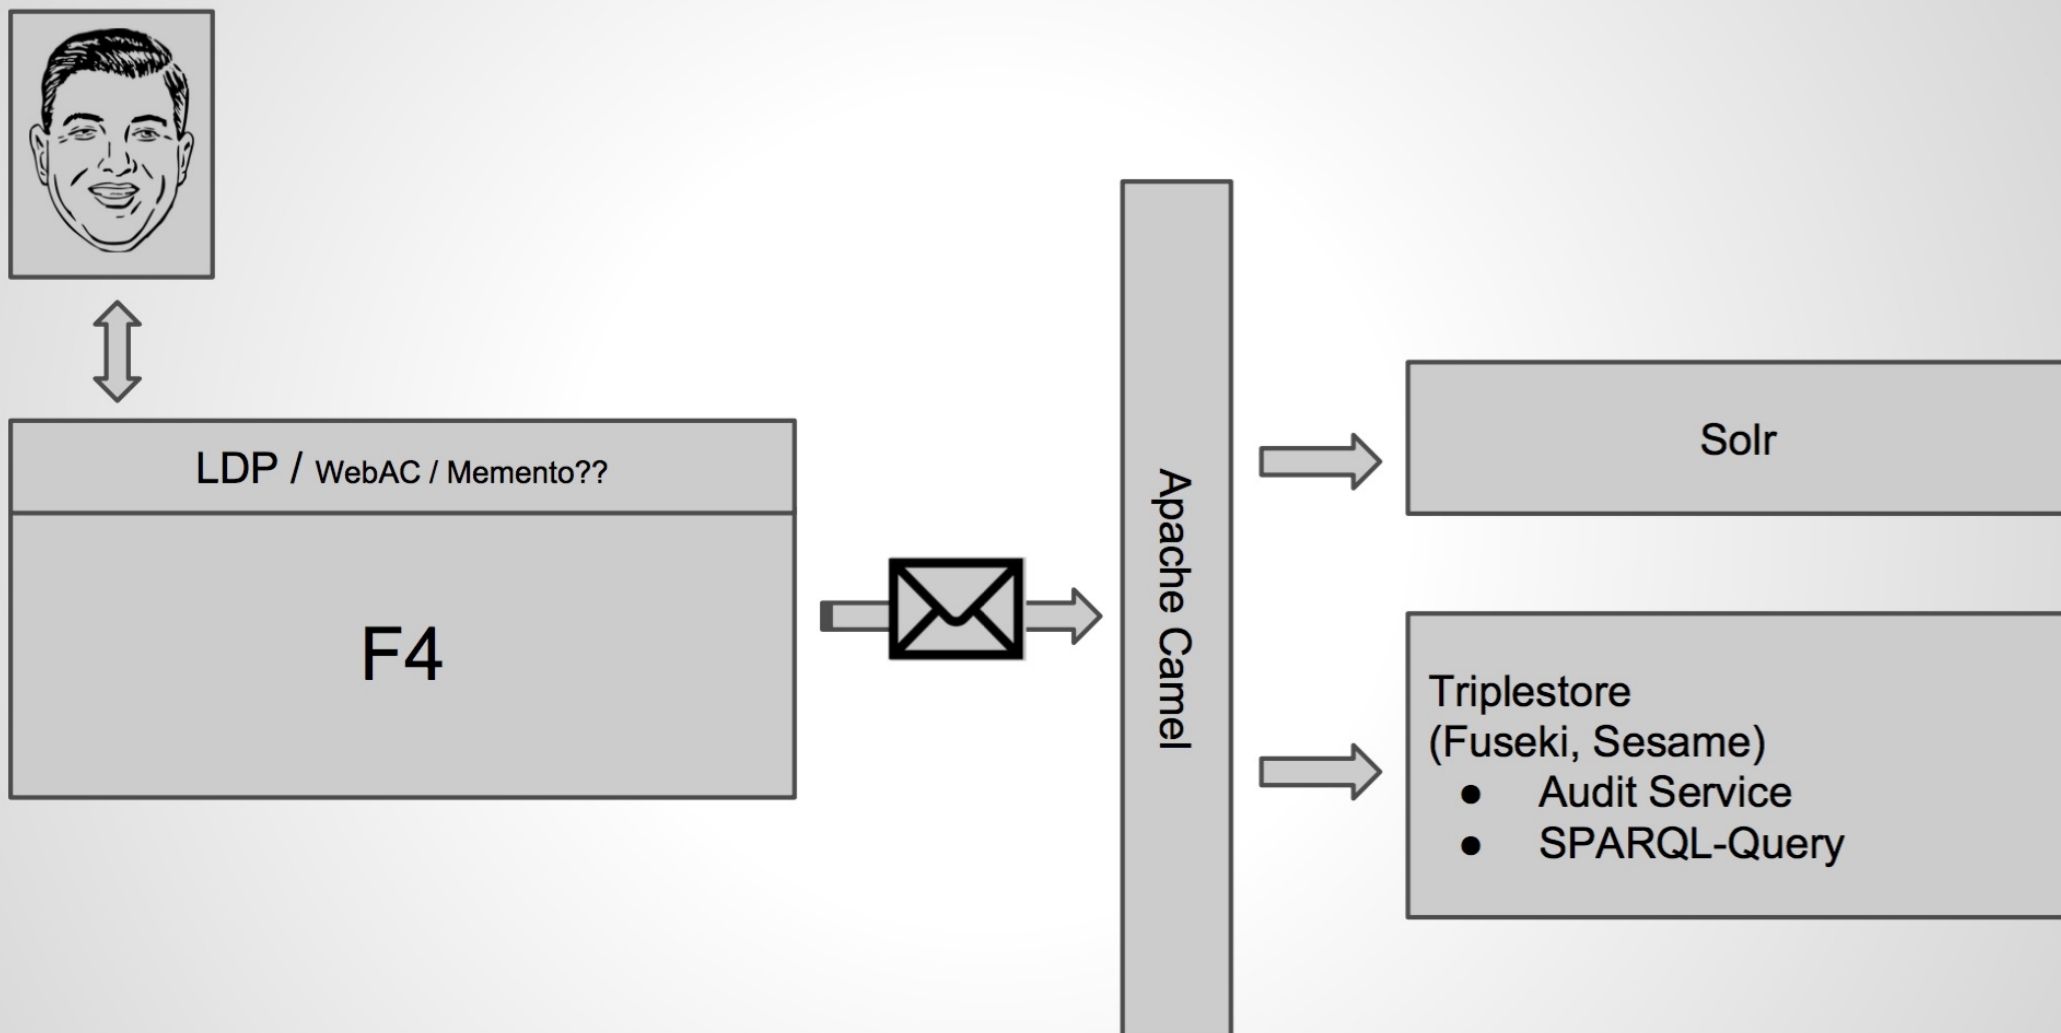 LDP / WebAC / Memento??
F4
Apache Camel
Solr
Triplestore
(Fuseki, Sesame)
● Audit Service
● SPARQL-Query